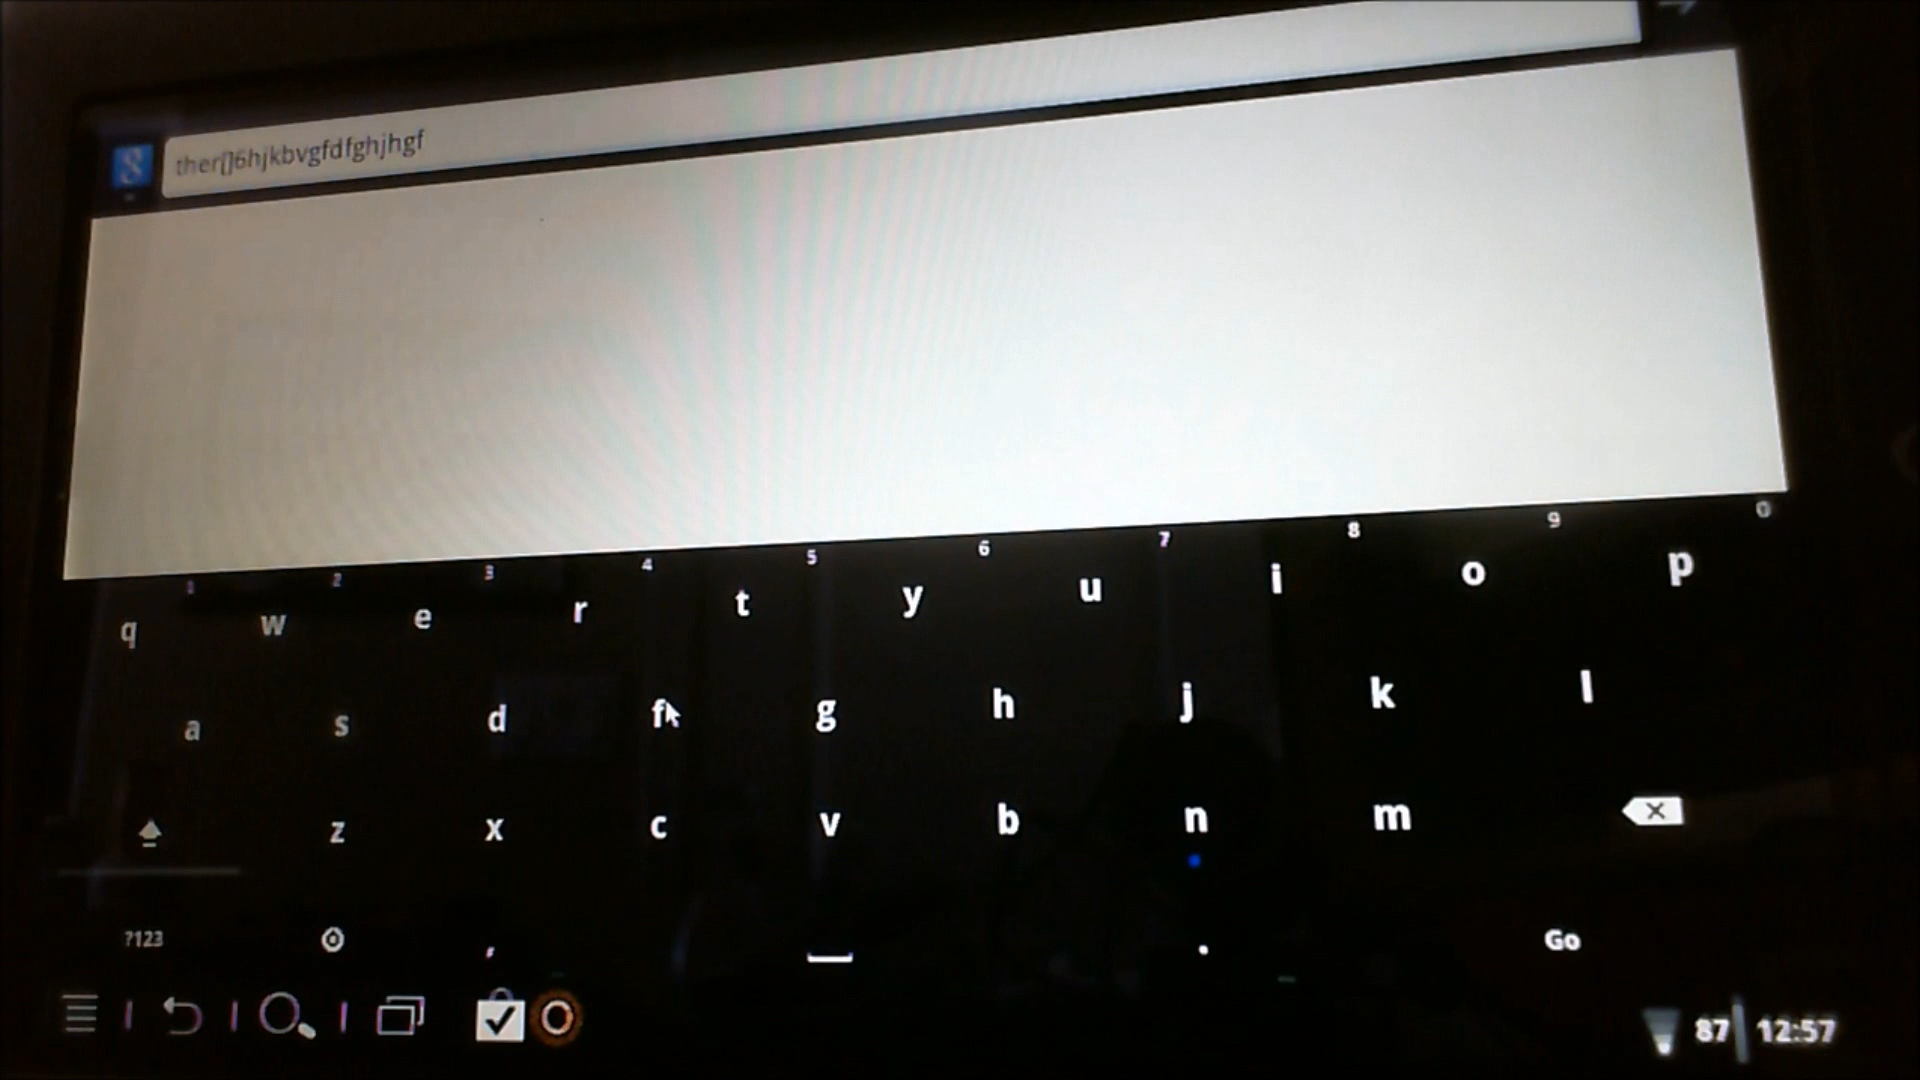 g
ther[]6hjkbvgfdfghjhgf
1 2 3 4 5 6 7 8 9 0
q w e r t y u i o p
a s d f g h j k l
z x c v b n m
?123 , . Go
87 12:57